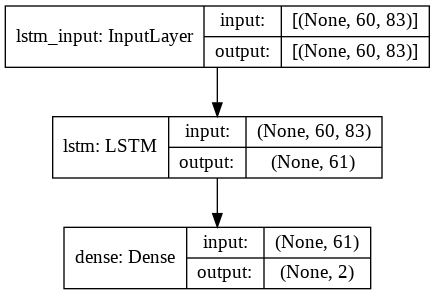 lstm_input: InputLayer
input: [(None, 60, 83)]
output: [(None, 60, 83)]
lstm: LSTM
input: (None, 60, 83)
output: (None, 61)
dense: Dense
input: (None, 61)
output: (None, 2)